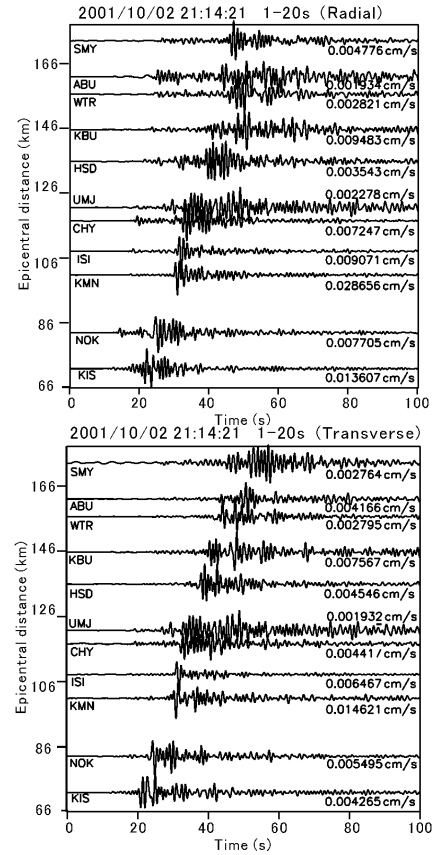 2001/10/02 21:14:21 1-20s (Radial)
SMY 0.004776cm/s
166
ABU 0.001934cm/s
WTR 0.002821cm/s
146
KBU 0.009483cm/s
HSD 0.003543cm/s
126
UMJ 0.002278cm/s
CHY 0.007247cm/s
ISI 0.009071cm/s
106
KMN 0.028656cm/s
86
NOK 0.007705cm/s
KIS 0.013607cm/s
66
Epicentral distance (km)
0 20 40 60 80 100
Time (s)
2001/10/02 21:14:21 1-20s (Transverse)
SMY 0.002764cm/s
166
ABU 0.004166cm/s
WTR 0.002795cm/s
146
KBU 0.007567cm/s
HSD 0.004546cm/s
126
UMJ 0.001932cm/s
CHY 0.004417cm/s
ISI 0.006467cm/s
106
KMN 0.014621cm/s
86
NOK 0.005495cm/s
KIS 0.004265cm/s
66
Epicentral distance (km)
0 20 40 60 80 100
Time (s)